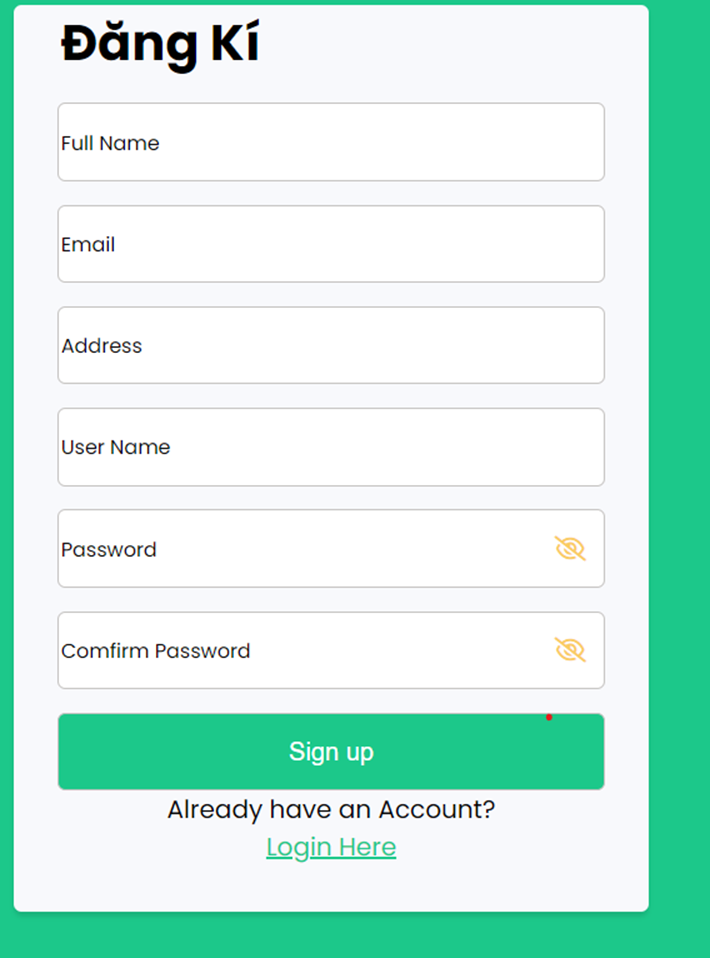 Đăng Kí
Full Name
Email
Address
User Name
Password
Comfirm Password
Sign up
Already have an Account?
Login Here